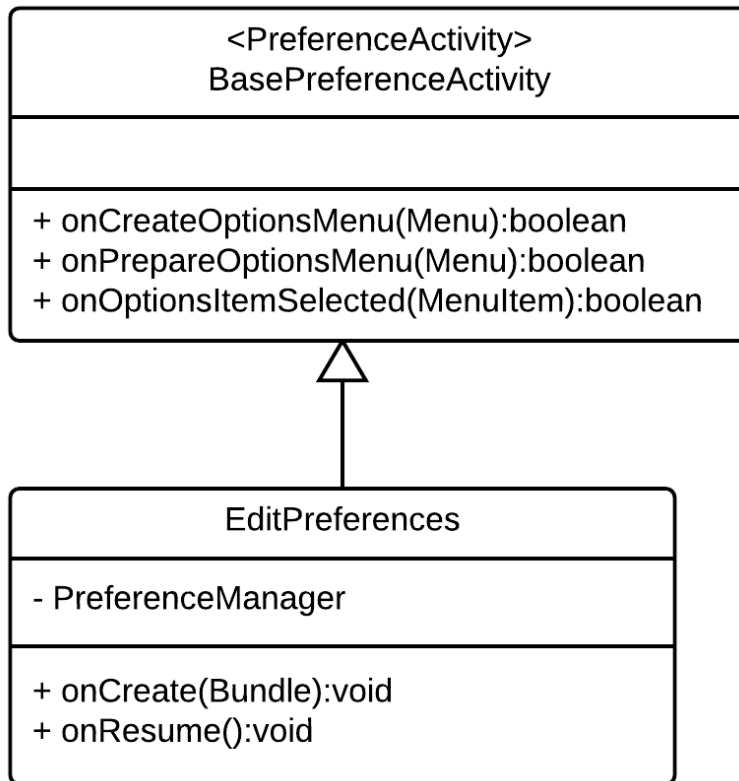 <PreferenceActivity>
BasePreferenceActivity
+ onCreateOptionsMenu(Menu):boolean
+ onPrepareOptionsMenu(Menu):boolean
+ onOptionsItemSelected(MenuItem):boolean
EditPreferences
- PreferenceManager
+ onCreate(Bundle):void
+ onResume():void